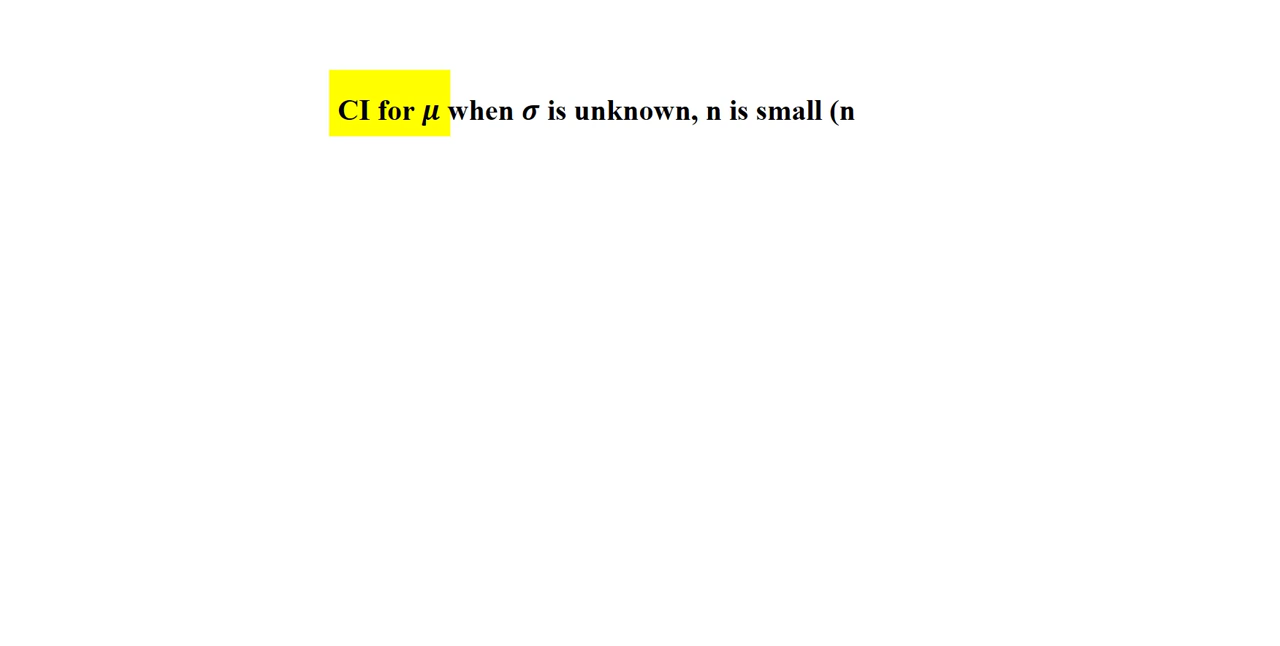 CI for 𝝁 when 𝝈 is unknown, n is small (n